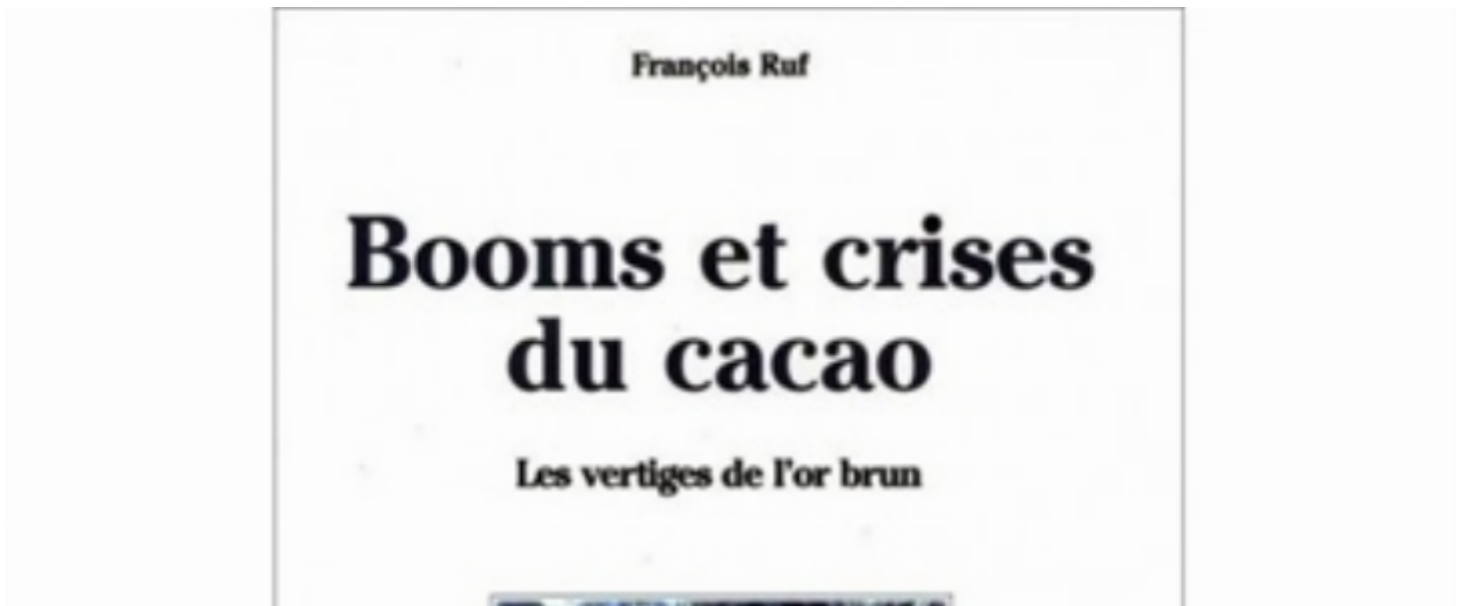 François Ruf
Booms et crises
du cacao
Les vertiges de l'or brun